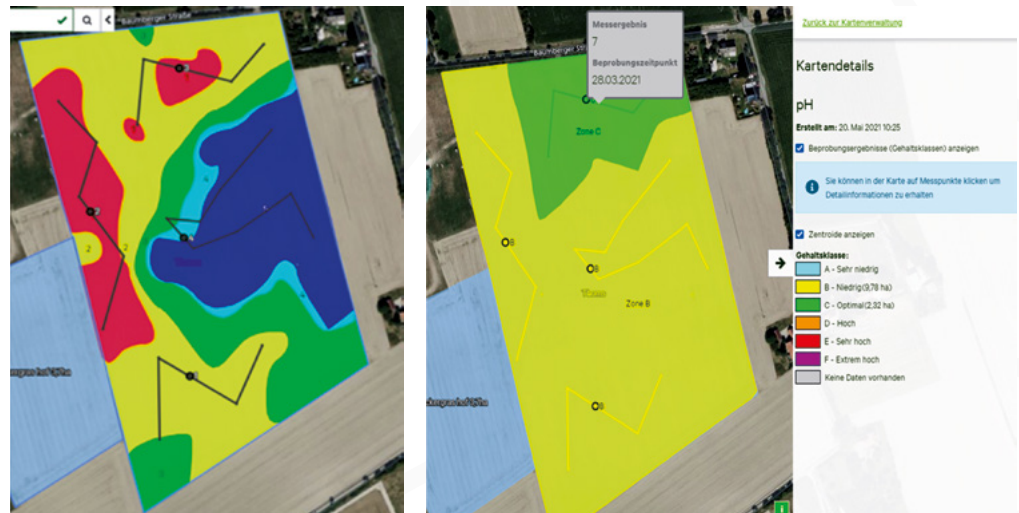 Baumberger Straße
2
2
Messergebnis
7
Beprobungszeitpunkt
28.03.2021
Zone C
B
B
Zone B
B
Zurück zur Kartenverwaltung
Kartendetails
pH
Erstellt am: 20. Mai 2021 10:25
Beprobungsergebnisse (Gehaltsklassen) anzeigen
Sie können in der Karte auf Messpunkte klicken um
Detailinformationen zu erhalten
Zentroide anzeigen
Gehaltsklasse:
A - Sehr niedrig
B - Niedrig(9,78 ha)
C - Optimal(2,32 ha)
D - Hoch
E - Sehr hoch
F - Extrem hoch
Keine Daten vorhanden